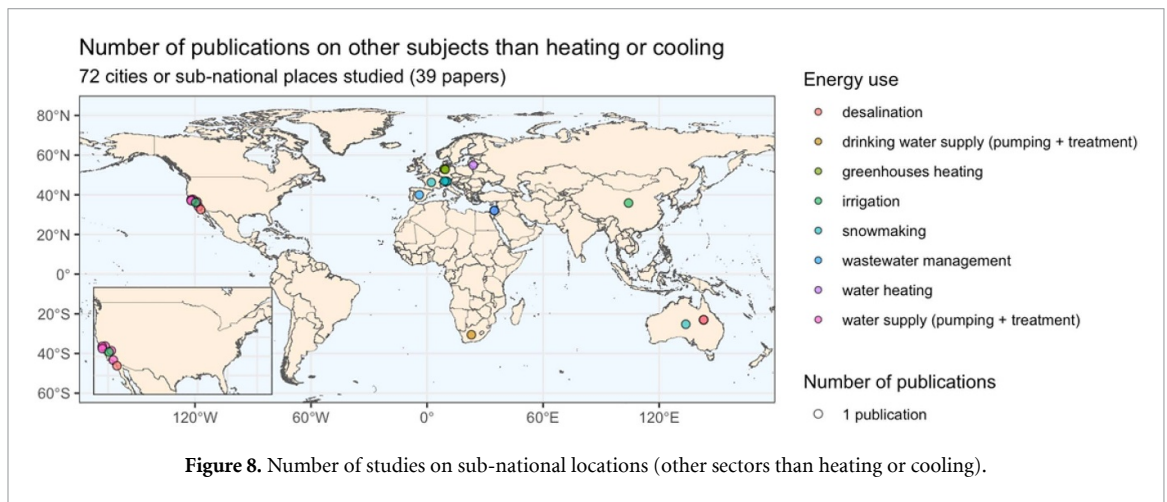 Number of publications on other subjects than heating or cooling
72 cities or sub-national places studied (39 papers)
80°N
60°N
40°N
20°N
0°
20°S
40°S
60°S
120°W
60°W
0°
60°E
120°E
Energy use
desalination
drinking water supply (pumping + treatment)
greenhouses heating
irrigation
snowmaking
wastewater management
water heating
water supply (pumping + treatment)
Number of publications
1 publication
Figure 8. Number of studies on sub-national locations (other sectors than heating or cooling).